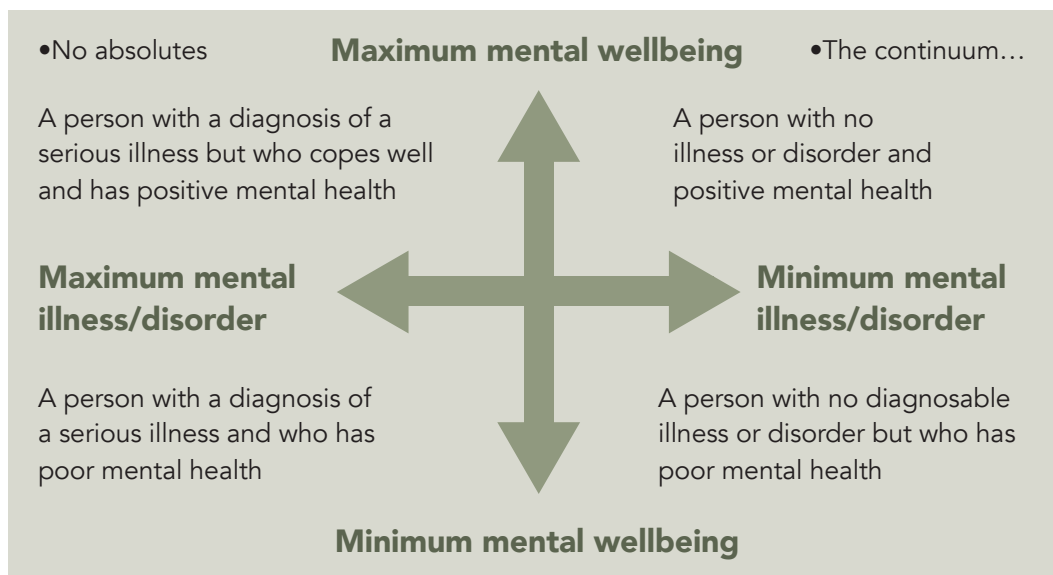 •No absolutes
Maximum mental wellbeing
•The continuum…
A person with a diagnosis of a
serious illness but who copes well
and has positive mental health
A person with no
illness or disorder and
positive mental health
Maximum mental
illness/disorder
Minimum mental
illness/disorder
A person with a diagnosis of
a serious illness and who has
poor mental health
A person with no diagnosable
illness or disorder but who has
poor mental health
Minimum mental wellbeing